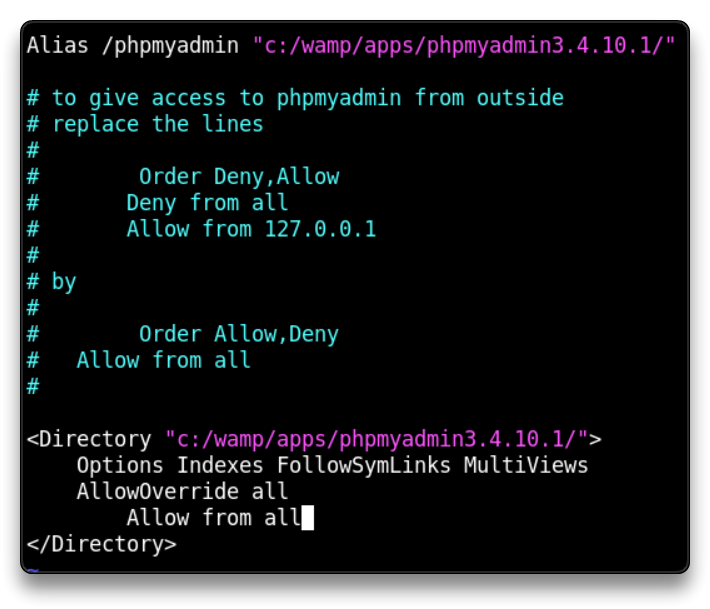 Alias /phpmyadmin "c:/wamp/apps/phpmyadmin3.4.10.1/"
# to give access to phpmyadmin from outside
# replace the lines
#
#        Order Deny,Allow
#       Deny from all
#       Allow from 127.0.0.1
#
# by
#
#        Order Allow,Deny
#   Allow from all
#
<Directory "c:/wamp/apps/phpmyadmin3.4.10.1/">
    Options Indexes FollowSymLinks MultiViews
    AllowOverride all
        Allow from all
</Directory>
~